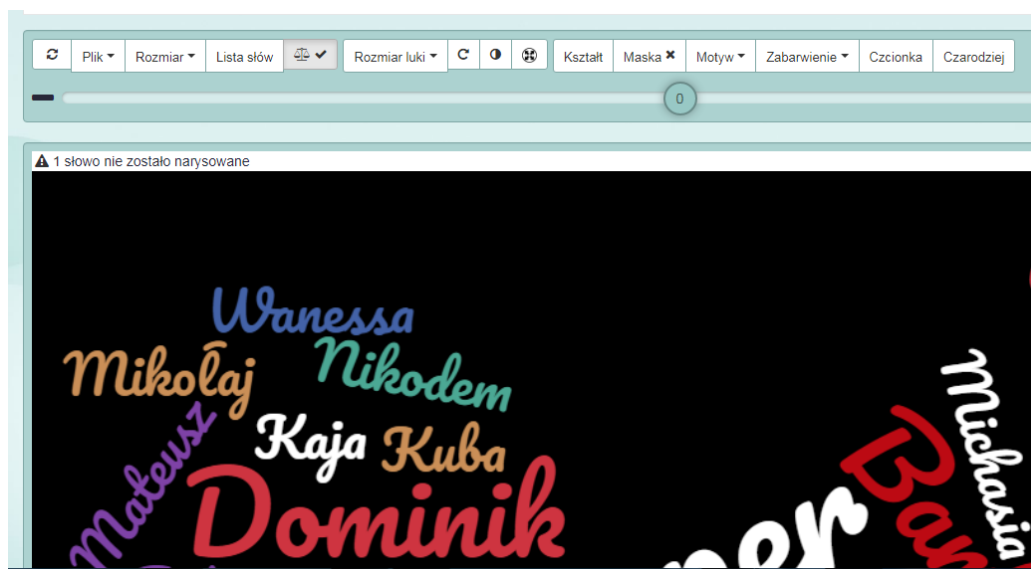 Plik Rozmiar Lista słów Rozmiar luki Kształt Maska Motyw Zabarwienie Czcionka Czarodziej
0
1 słowo nie zostało narysowane
Wanessa
Mikołaj Nikodem
Michasia
Mateusz Kaja Kuba
Dominik